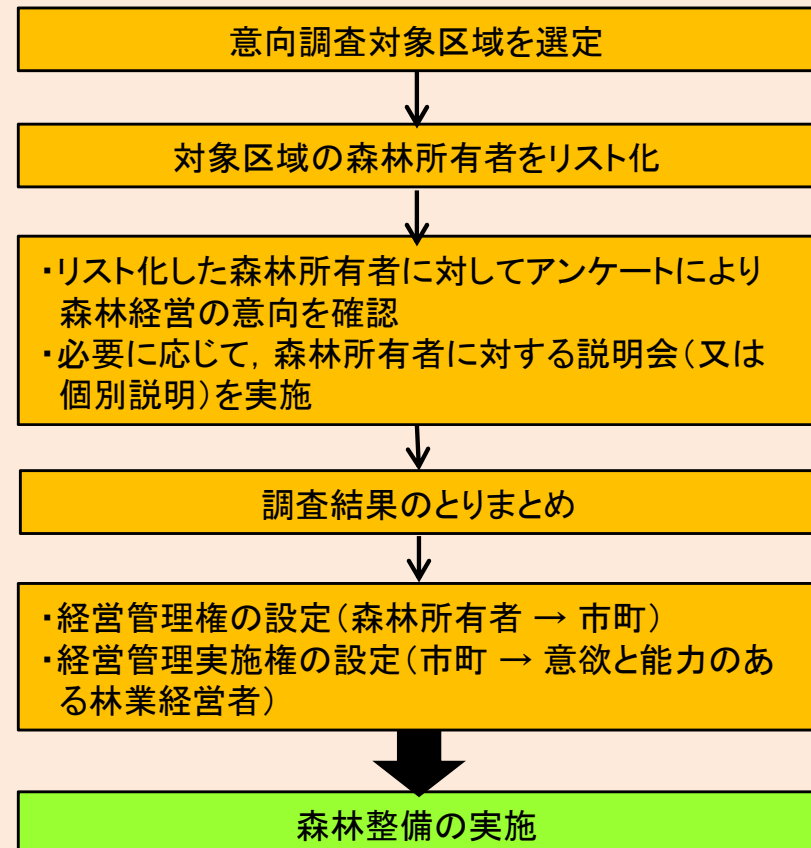 意向調査対象区域を選定
対象区域の森林所有者をリスト化
・リスト化した森林所有者に対してアンケートにより
森林経営の意向を確認
・必要に応じて，森林所有者に対する説明会（又は
個別説明）を実施
調査結果のとりまとめ
・経営管理権の設定（森林所有者 → 市町）
・経営管理実施権の設定（市町 → 意欲と能力のあ
る林業経営者）
森林整備の実施